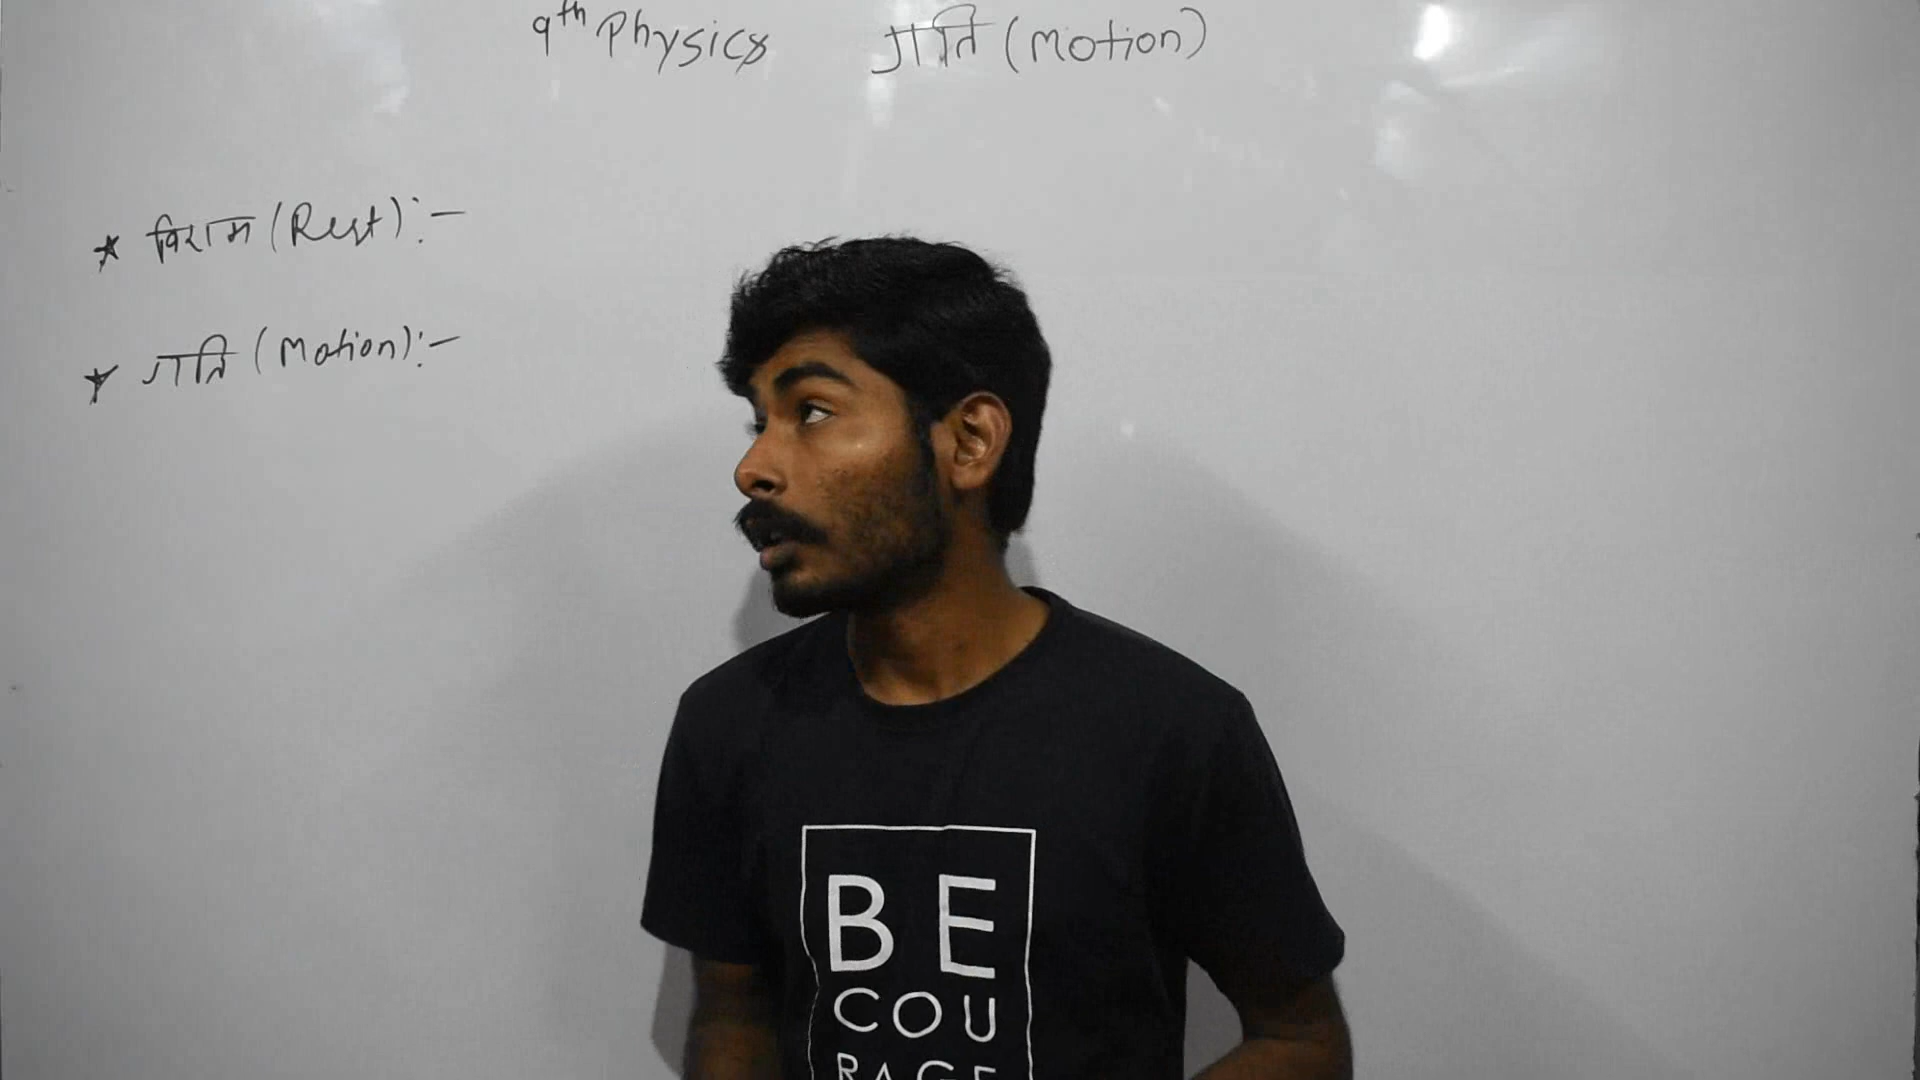 9th Physics गति (Motion)
★ विराम (Rest):-
★ गति (Motion):-
BE
COU
RAGE